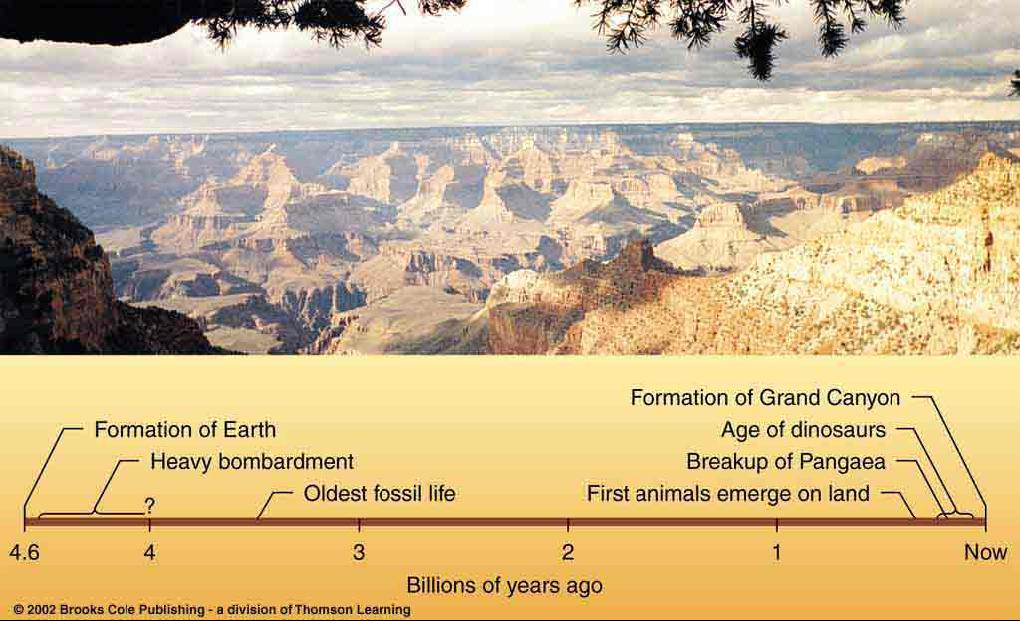 Formation of Grand Canyon
Formation of Earth
Age of dinosaurs
Heavy bombardment
Breakup of Pangaea
Oldest fossil life
First animals emerge on land
?
4.6
4
3
2
1
Now
Billions of years ago
© 2002 Brooks Cole Publishing - a division of Thomson Learning